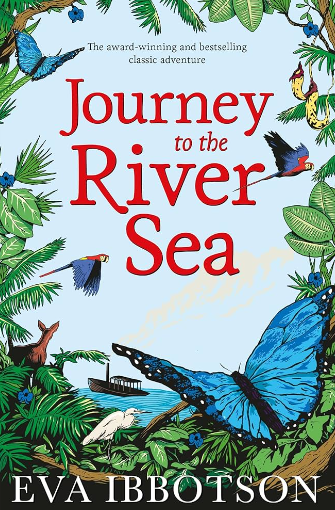 The award-winning and bestselling
classic adventure
Journey
to the
River
Sea
EVA IBBOTSON